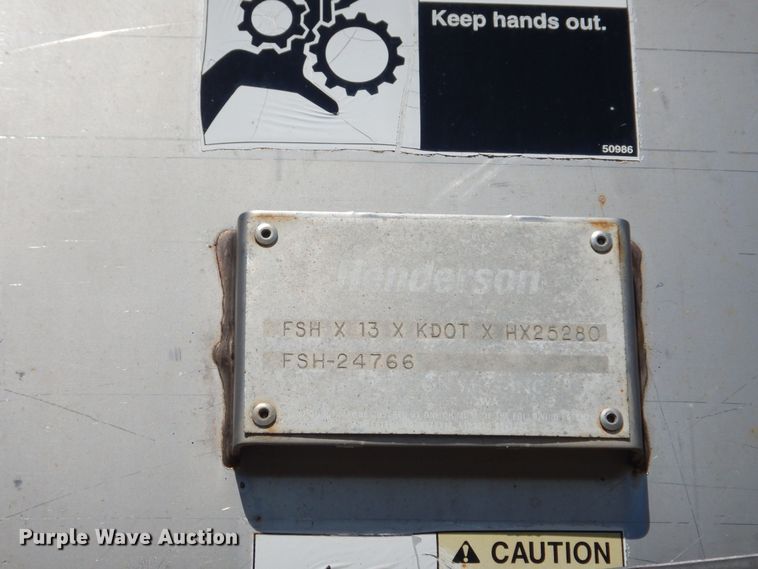 Keep hands out.
50986
Henderson
FSH X 13 X KDOT X HX25280
FSH-24766
Purple Wave Auction
CAUTION